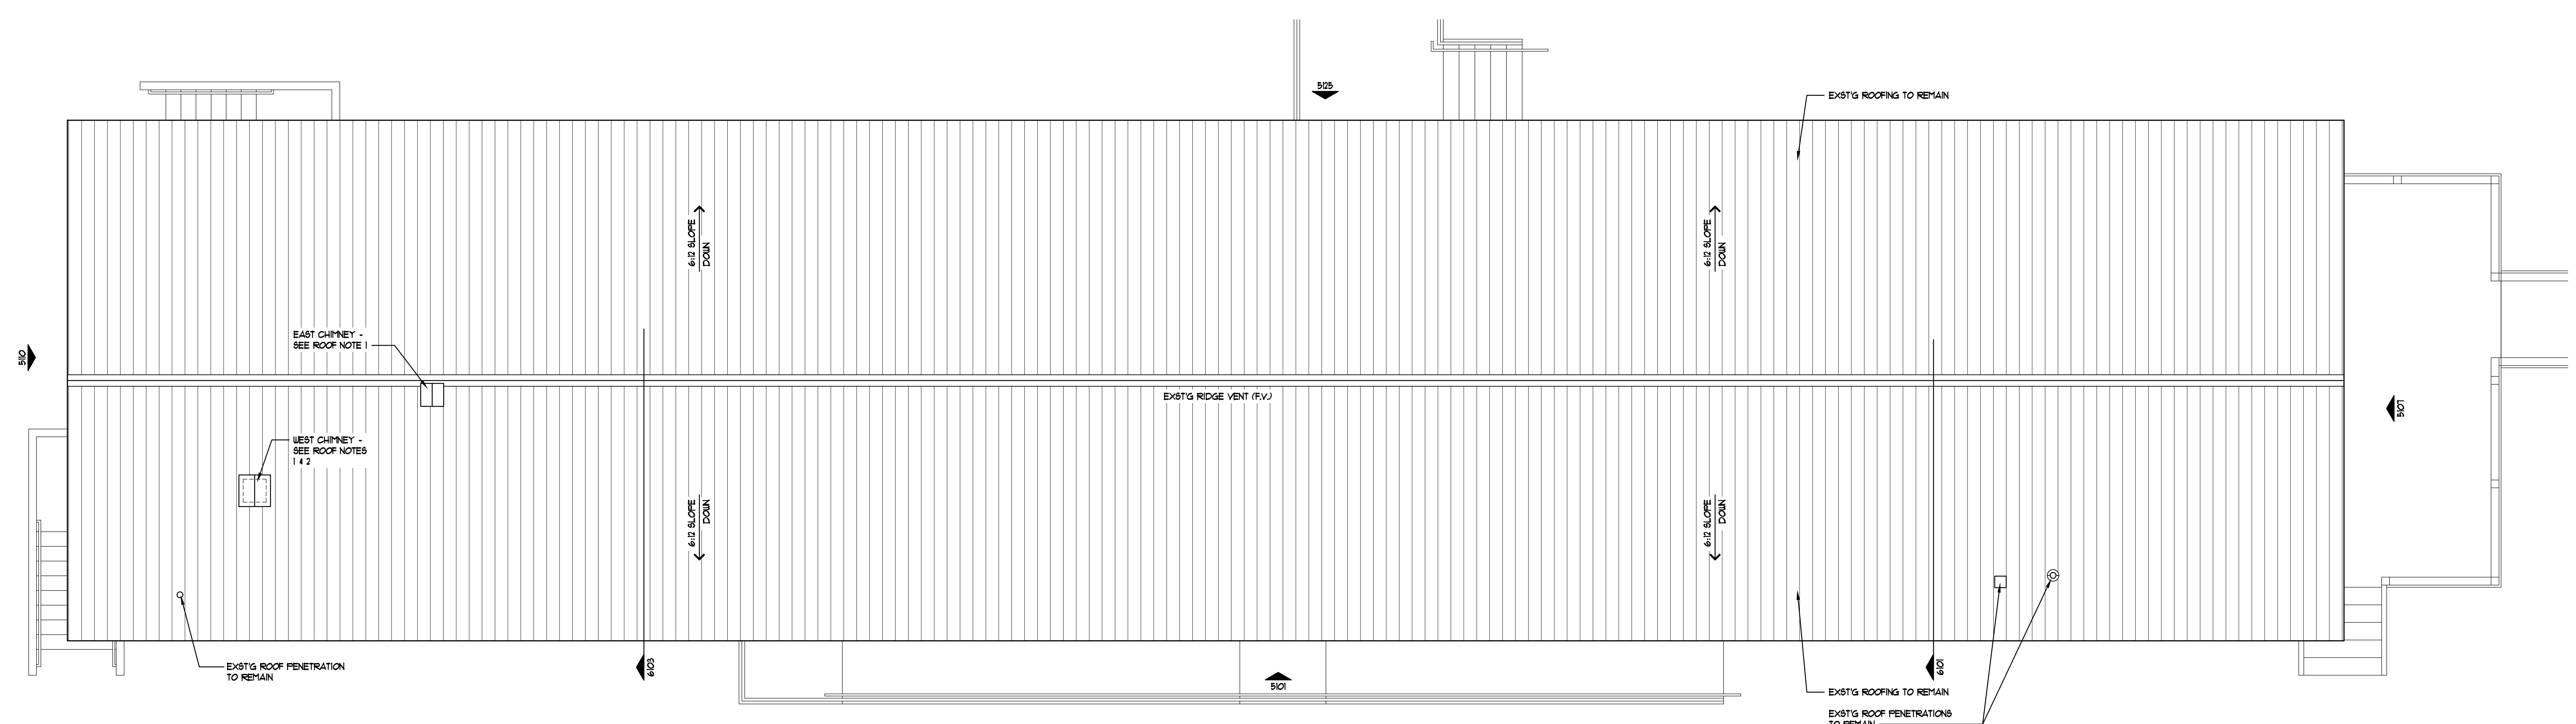 5125
EXST'G ROOFING TO REMAIN
6:12 SLOPE
DOWN
6:12 SLOPE
DOWN
EAST CHIMNEY -
SEE ROOF NOTE 1
5110
EXST'G RIDGE VENT (F.V.)
5107
WEST CHIMNEY -
SEE ROOF NOTES
1 & 2
6:12 SLOPE
DOWN
6:12 SLOPE
DOWN
EXST'G ROOF PENETRATION
TO REMAIN
6103
5101
6101
EXST'G ROOFING TO REMAIN
EXST'G ROOF PENETRATIONS
TO REMAIN